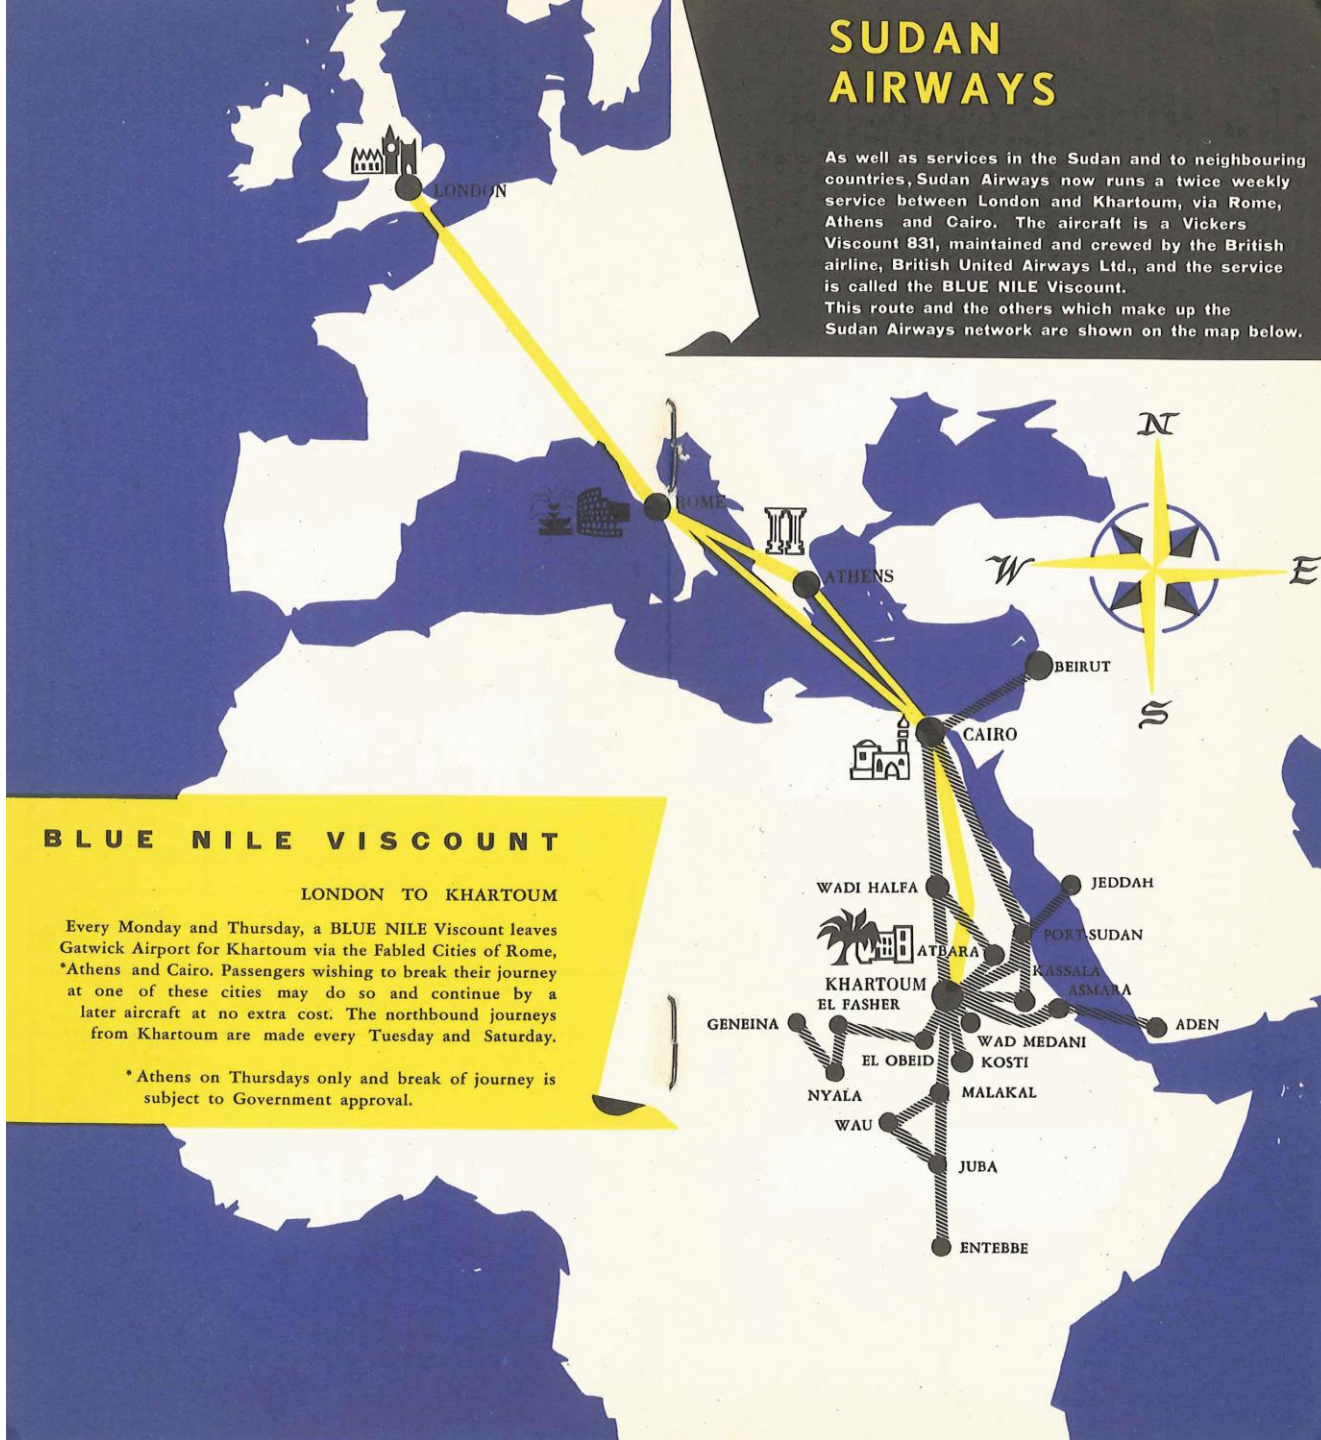 SUDAN
AIRWAYS
As well as services in the Sudan and to neighbouring
countries, Sudan Airways now runs a twice weekly
service between London and Khartoum, via Rome,
Athens and Cairo. The aircraft is a Vickers
Viscount 831, maintained and crewed by the British
airline, British United Airways Ltd., and the service
is called the BLUE NILE Viscount.
This route and the others which make up the
Sudan Airways network are shown on the map below.
LONDON
N
ROME
W
E
ATHENS
BEIRUT
S
CAIRO
BLUE NILE VISCOUNT
LONDON TO KHARTOUM
Every Monday and Thursday, a BLUE NILE Viscount leaves
Gatwick Airport for Khartoum via the Fabled Cities of Rome,
*Athens and Cairo. Passengers wishing to break their journey
at one of these cities may do so and continue by a
later aircraft at no extra cost. The northbound journeys
from Khartoum are made every Tuesday and Saturday.
* Athens on Thursdays only and break of journey is
subject to Government approval.
WADI HALFA
JEDDAH
PORT SUDAN
ATBARA
KASSALA
KHARTOUM
ASMARA
EL FASHER
GENEINA
ADEN
WAD MEDANI
EL OBEID
KOSTI
NYALA
MALAKAL
WAU
JUBA
ENTEBBE